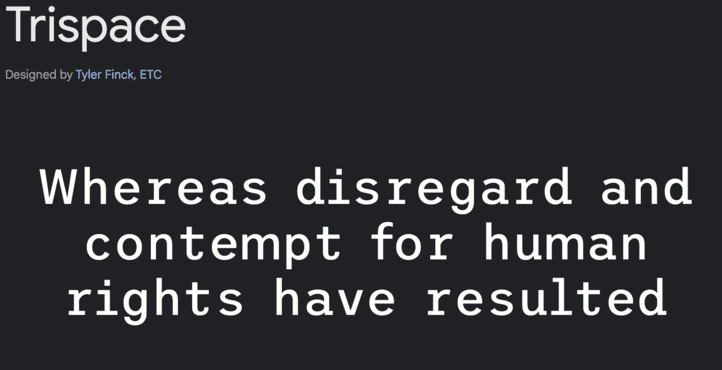 Trispace
Designed by Tyler Finck, ETC
Whereas disregard and
contempt for human
rights have resulted